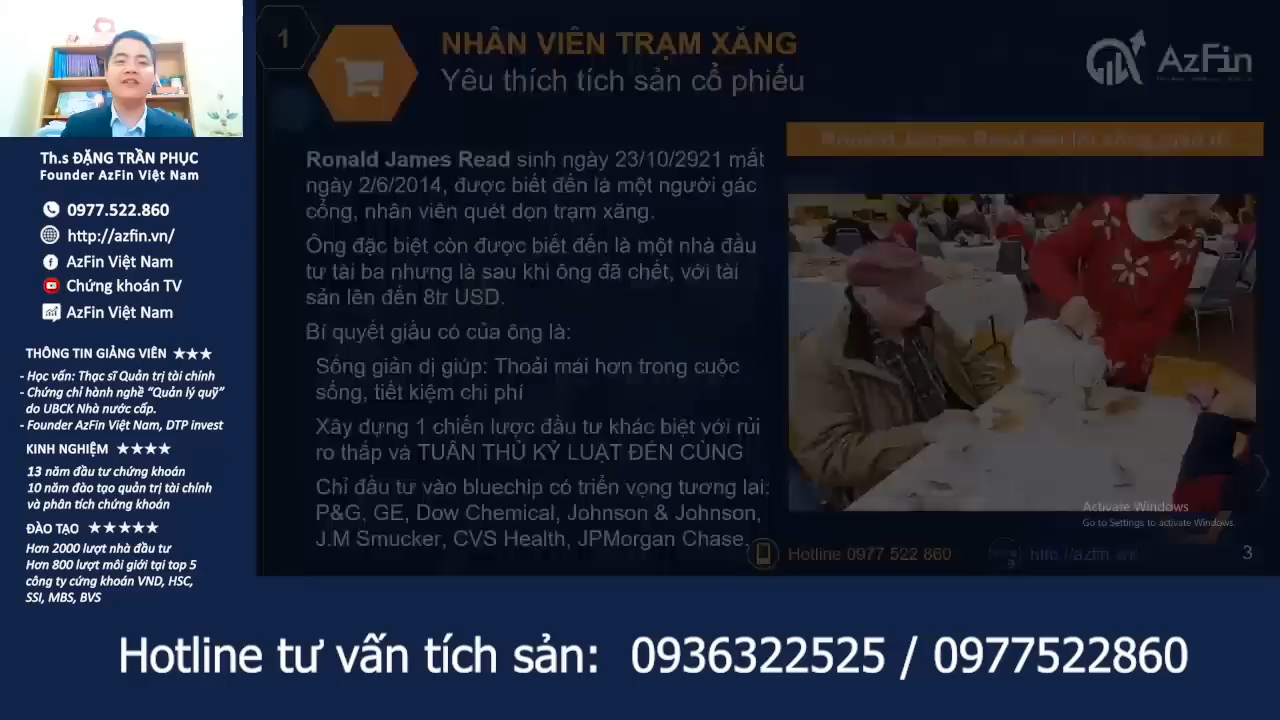 Th.s ĐẶNG TRẦN PHỤC
Founder AzFin Việt Nam
0977.522.860
http://azfin.vn/
AzFin Việt Nam
Chứng khoán TV
AzFin Việt Nam
THÔNG TIN GIẢNG VIÊN ★★★
- Học vấn: Thạc sĩ Quản trị tài chính
- Chứng chỉ hành nghề “Quản lý quỹ”
do UBCK Nhà nước cấp.
- Founder AzFin Việt Nam, DTP invest
KINH NGHIỆM ★★★★
13 năm đầu tư chứng khoán
10 năm đào tạo quản trị tài chính
và phân tích chứng khoán
ĐÀO TẠO ★★★★★
Hơn 2000 lượt nhà đầu tư
Hơn 800 lượt môi giới tại top 5
công ty cứng khoán VND, HSC,
SSI, MBS, BVS
1
NHÂN VIÊN TRẠM XĂNG
Yêu thích tích sản cổ phiếu
AzFin
Ronald James Read
Ronald James Read sinh ngày 23/10/2921 mất
ngày 2/6/2014, được biết đến là một người gác
cổng, nhân viên quét dọn trạm xăng.
Ông đặc biệt còn được biết đến là một nhà đầu
tư tài ba nhưng là sau khi ông đã chết, với tài
sản lên đến 8tr USD.
Bí quyết giầu có của ông là:
Sống giản dị giúp: Thoải mái hơn trong cuộc
sống, tiết kiệm chi phí
Xây dựng 1 chiến lược đầu tư khác biệt với rủi
ro thấp và TUÂN THỦ KỶ LUẬT ĐẾN CÙNG
Chỉ đầu tư vào bluechip có triển vọng tương lai:
P&G, GE, Dow Chemical, Johnson & Johnson,
J.M Smucker, CVS Health, JPMorgan Chase.
Activate Windows
Go to Settings to activate Windows.
Hotline 0977 522 860
http://azfin.vn/
3
Hotline tư vấn tích sản: 0936322525 / 0977522860